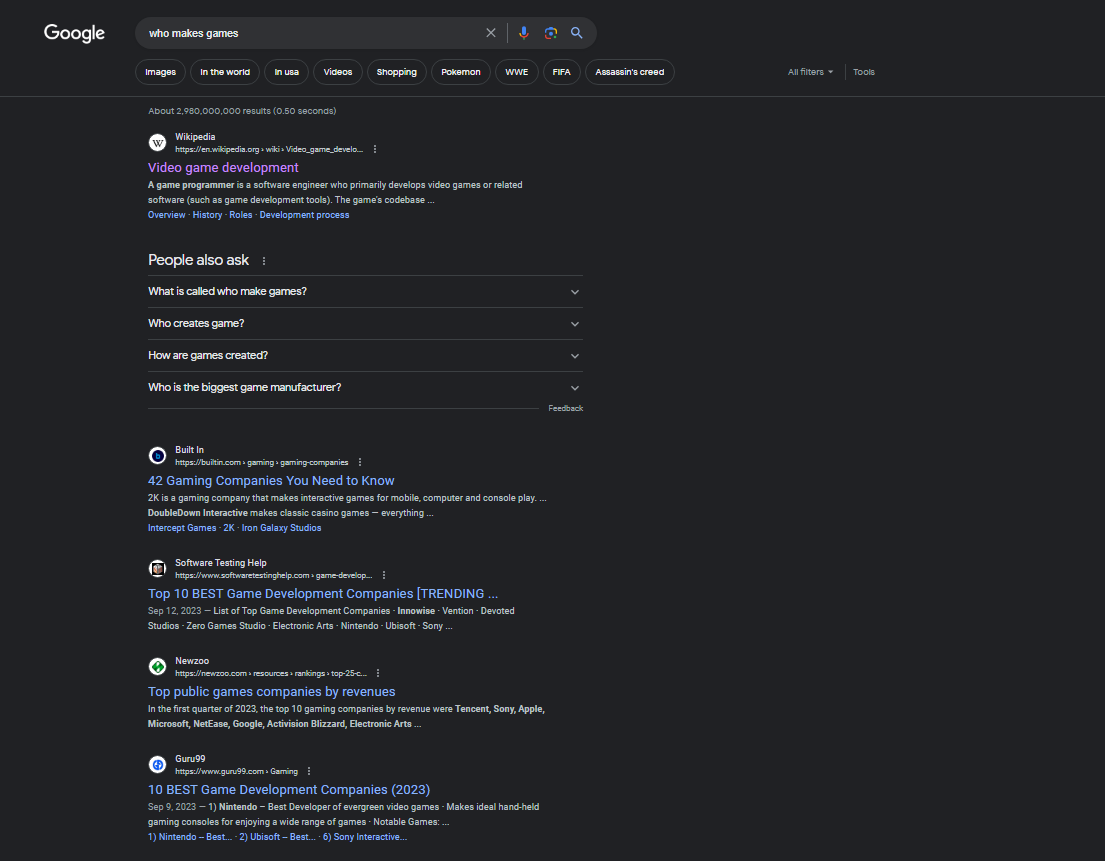 Google
who makes games
Images In the world In usa Videos Shopping Pokemon WWE FIFA Assassin's creed All filters Tools
About 2,980,000,000 results (0.50 seconds)
W
Wikipedia
https://en.wikipedia.org › wiki › Video_game_develo...
Video game development
A game programmer is a software engineer who primarily develops video games or related
software (such as game development tools). The game's codebase ...
Overview · History · Roles · Development process
People also ask
What is called who make games?
Who creates game?
How are games created?
Who is the biggest game manufacturer?
Feedback
b
Built In
https://builtin.com › gaming › gaming-companies
42 Gaming Companies You Need to Know
2K is a gaming company that makes interactive games for mobile, computer and console play. ...
DoubleDown Interactive makes classic casino games — everything ...
Intercept Games · 2K · Iron Galaxy Studios
Software Testing Help
https://www.softwaretestinghelp.com › game-develop...
Top 10 BEST Game Development Companies [TRENDING ...
Sep 12, 2023 — List of Top Game Development Companies · Innowise · Vention · Devoted
Studios · Zero Games Studio · Electronic Arts · Nintendo · Ubisoft · Sony ...
Newzoo
https://newzoo.com › resources › rankings › top-25-c...
Top public games companies by revenues
In the first quarter of 2023, the top 10 gaming companies by revenue were Tencent, Sony, Apple,
Microsoft, NetEase, Google, Activision Blizzard, Electronic Arts ...
Guru99
https://www.guru99.com › Gaming
10 BEST Game Development Companies (2023)
Sep 9, 2023 — 1) Nintendo – Best Developer of evergreen video games · Makes ideal hand-held
gaming consoles for enjoying a wide range of games · Notable Games: ...
1) Nintendo – Best... · 2) Ubisoft – Best... · 6) Sony Interactive...